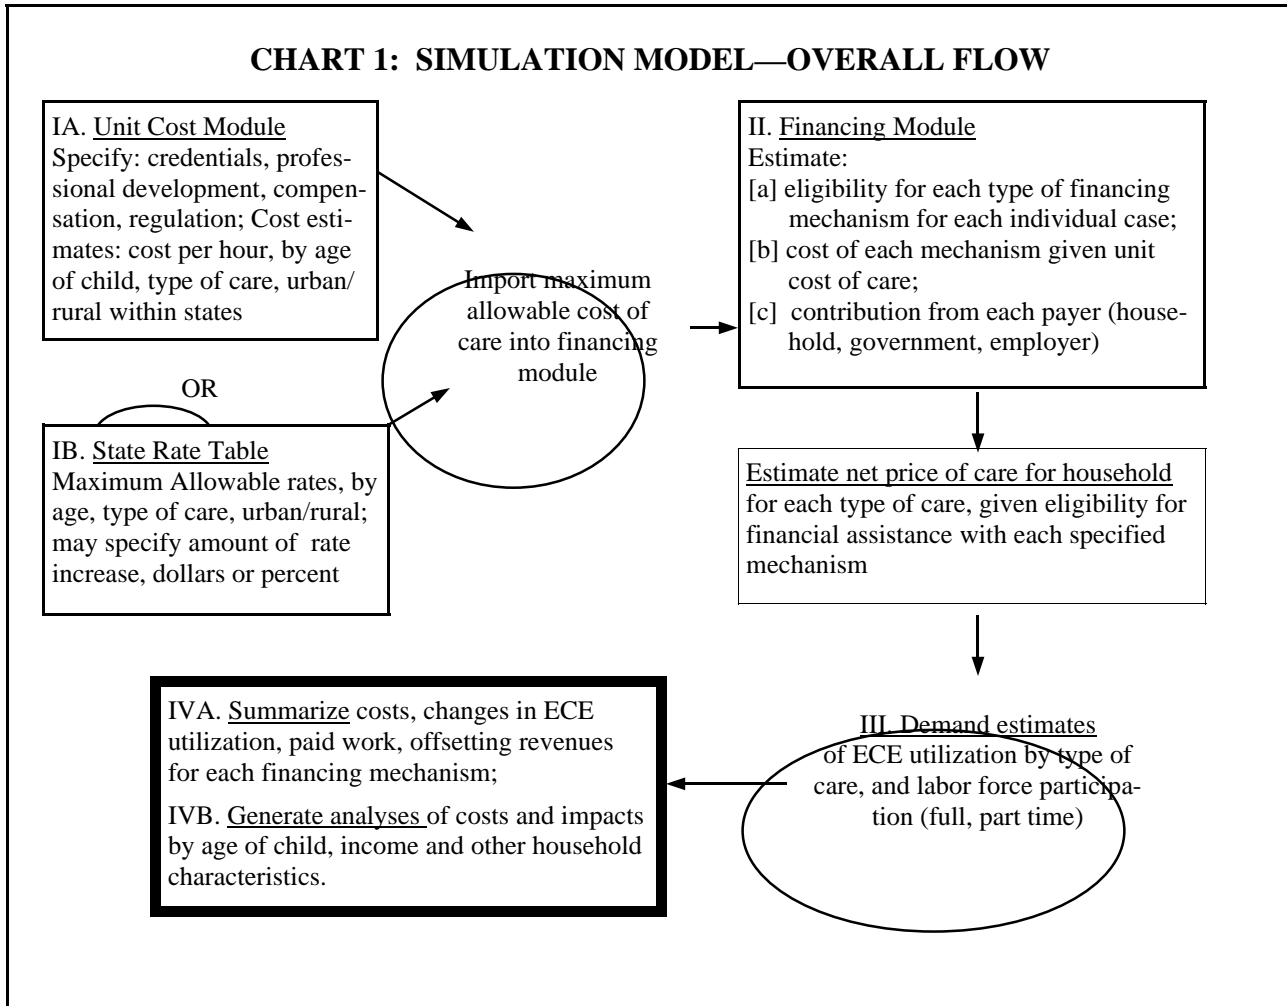 CHART 1: SIMULATION MODEL—OVERALL FLOW
IA. Unit Cost Module
Specify: credentials, profes-
sional development, compen-
sation, regulation; Cost esti-
mates: cost per hour, by age
of child, type of care, urban/
rural within states
OR
IB. State Rate Table
Maximum Allowable rates, by
age, type of care, urban/rural;
may specify amount of rate
increase, dollars or percent
Import maximum
allowable cost of
care into financing
module
II. Financing Module
Estimate:
[a] eligibility for each type of financing
mechanism for each individual case;
[b] cost of each mechanism given unit
cost of care;
[c] contribution from each payer (house-
hold, government, employer)
Estimate net price of care for household
for each type of care, given eligibility for
financial assistance with each specified
mechanism
III. Demand estimates
of ECE utilization by type of
care, and labor force participa-
tion (full, part time)
IVA. Summarize costs, changes in ECE
utilization, paid work, offsetting revenues
for each financing mechanism;
IVB. Generate analyses of costs and impacts
by age of child, income and other household
characteristics.